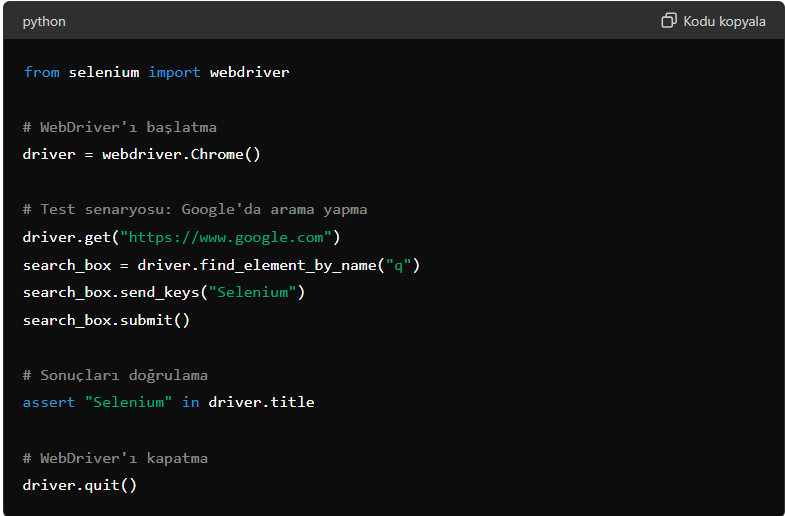 python
Kodu kopyala
from selenium import webdriver
# WebDriver'ı başlatma
driver = webdriver.Chrome()
# Test senaryosu: Google'da arama yapma
driver.get("https://www.google.com")
search_box = driver.find_element_by_name("q")
search_box.send_keys("Selenium")
search_box.submit()
# Sonuçları doğrulama
assert "Selenium" in driver.title
# WebDriver'ı kapatma
driver.quit()